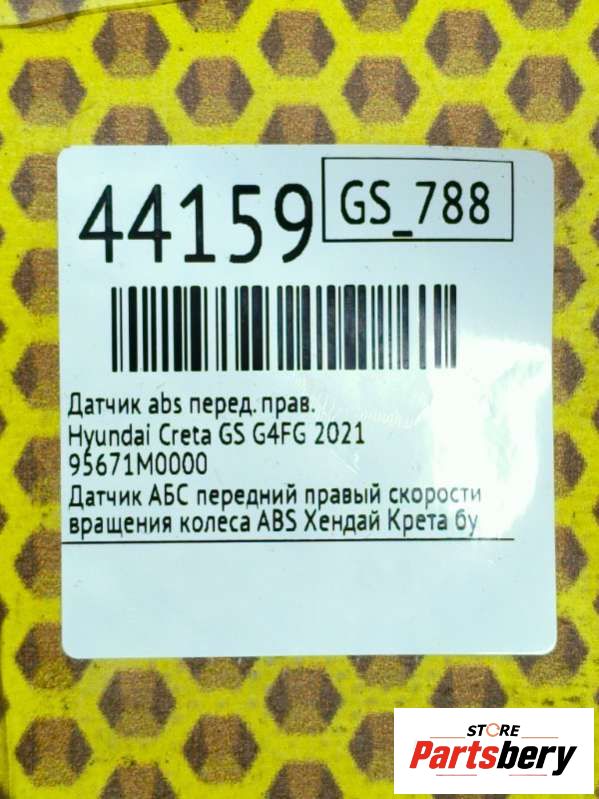 44159
GS_788
Датчик abs перед. прав.
Hyundai Creta GS G4FG 2021
95671M0000
Датчик АБС передний правый скорости
вращения колеса ABS Хендай Крета бу
STORE
Partsbery